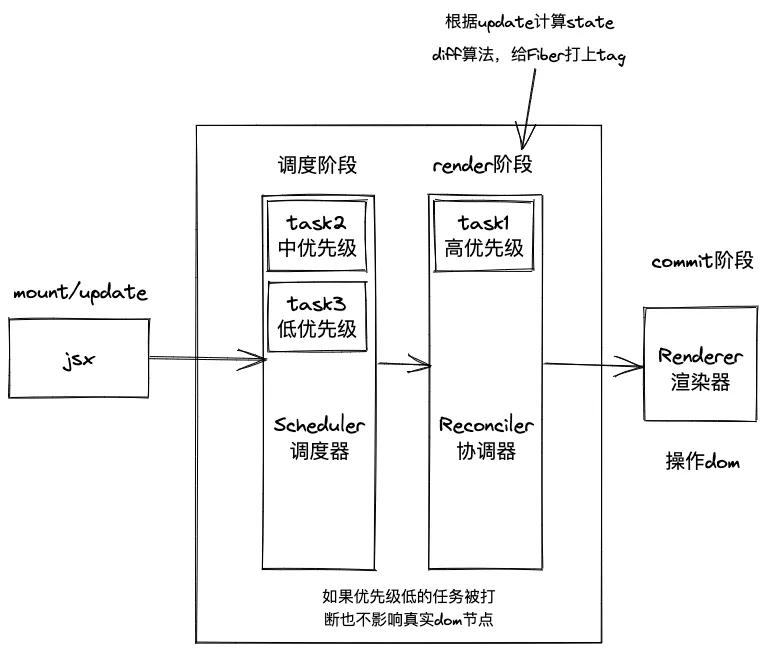 根据update计算state
diff算法，给Fiber打上tag
调度阶段
render阶段
task2
中优先级
task1
高优先级
commit阶段
mount/update
task3
低优先级
jsx
Renderer
渲染器
Scheduler
调度器
Reconciler
协调器
操作dom
如果优先级低的任务被打
断也不影响真实dom节点